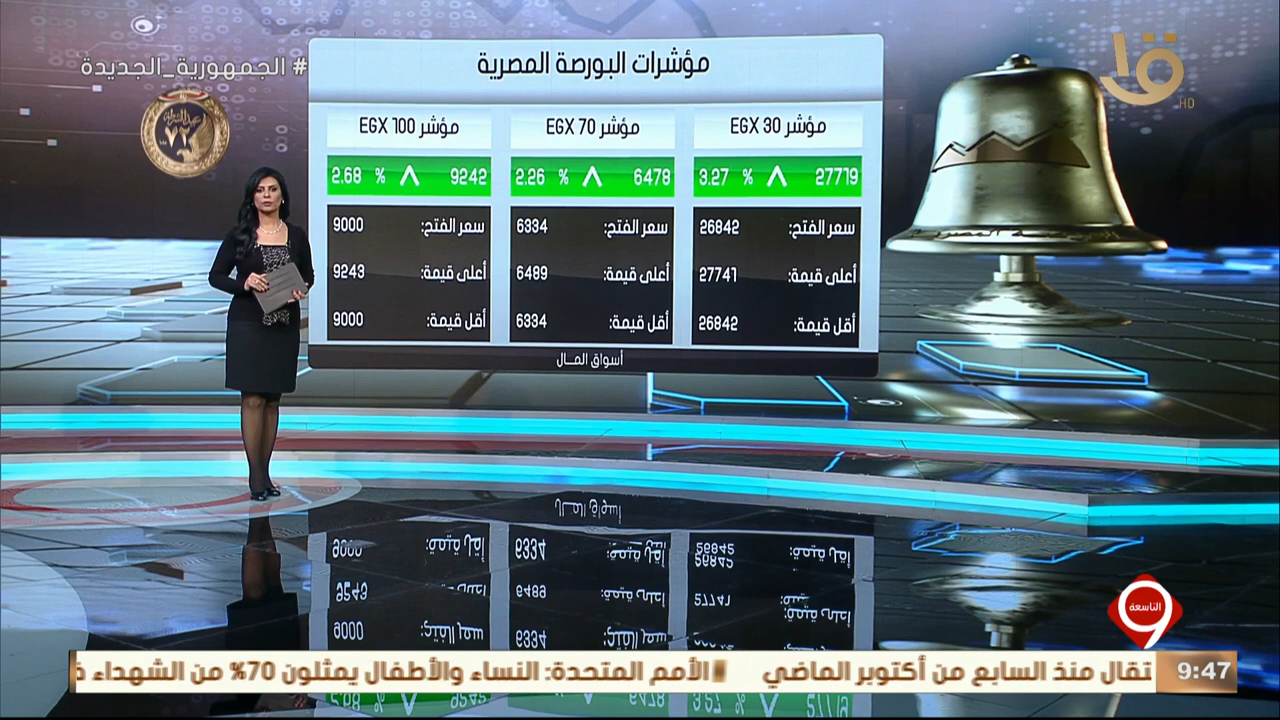 #الجمهورية_الجديدة
HD
مؤشرات البورصة المصرية
مؤشر EGX 30
27719 3.27 %
سعر الفتح: 26842
أعلى قيمة: 27741
أقل قيمة: 26842
مؤشر EGX 70
6478 2.26 %
سعر الفتح: 6334
أعلى قيمة: 6489
أقل قيمة: 6334
مؤشر EGX 100
9242 2.68 %
سعر الفتح: 9000
أعلى قيمة: 9243
أقل قيمة: 9000
أسواق المـال
التاسعة
9
9:47
تقال منذ السابع من أكتوبر الماضي
الأمم المتحدة: النساء والأطفال يمثلون 70% من الشهداء